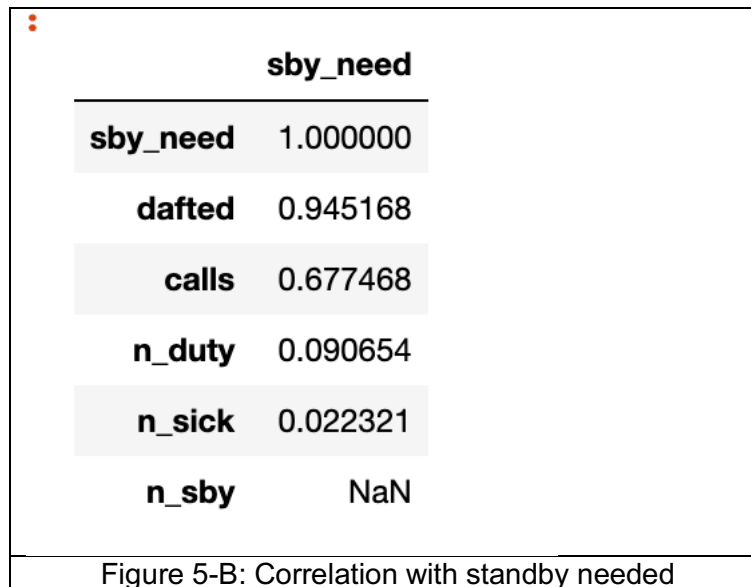 :
sby_need
sby_need 1.000000
dafted 0.945168
calls 0.677468
n_duty 0.090654
n_sick 0.022321
n_sby NaN
Figure 5-B: Correlation with standby needed